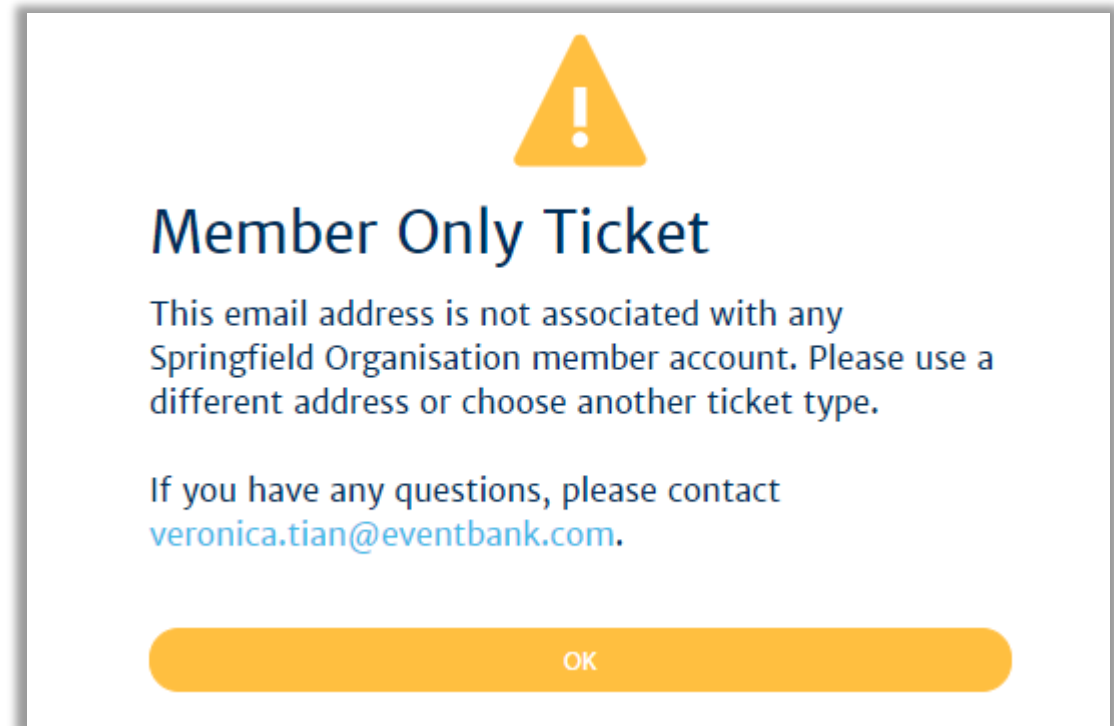 Member Only Ticket
This email address is not associated with any
Springfield Organisation member account. Please use a
different address or choose another ticket type.
If you have any questions, please contact
veronica.tian@eventbank.com.
OK